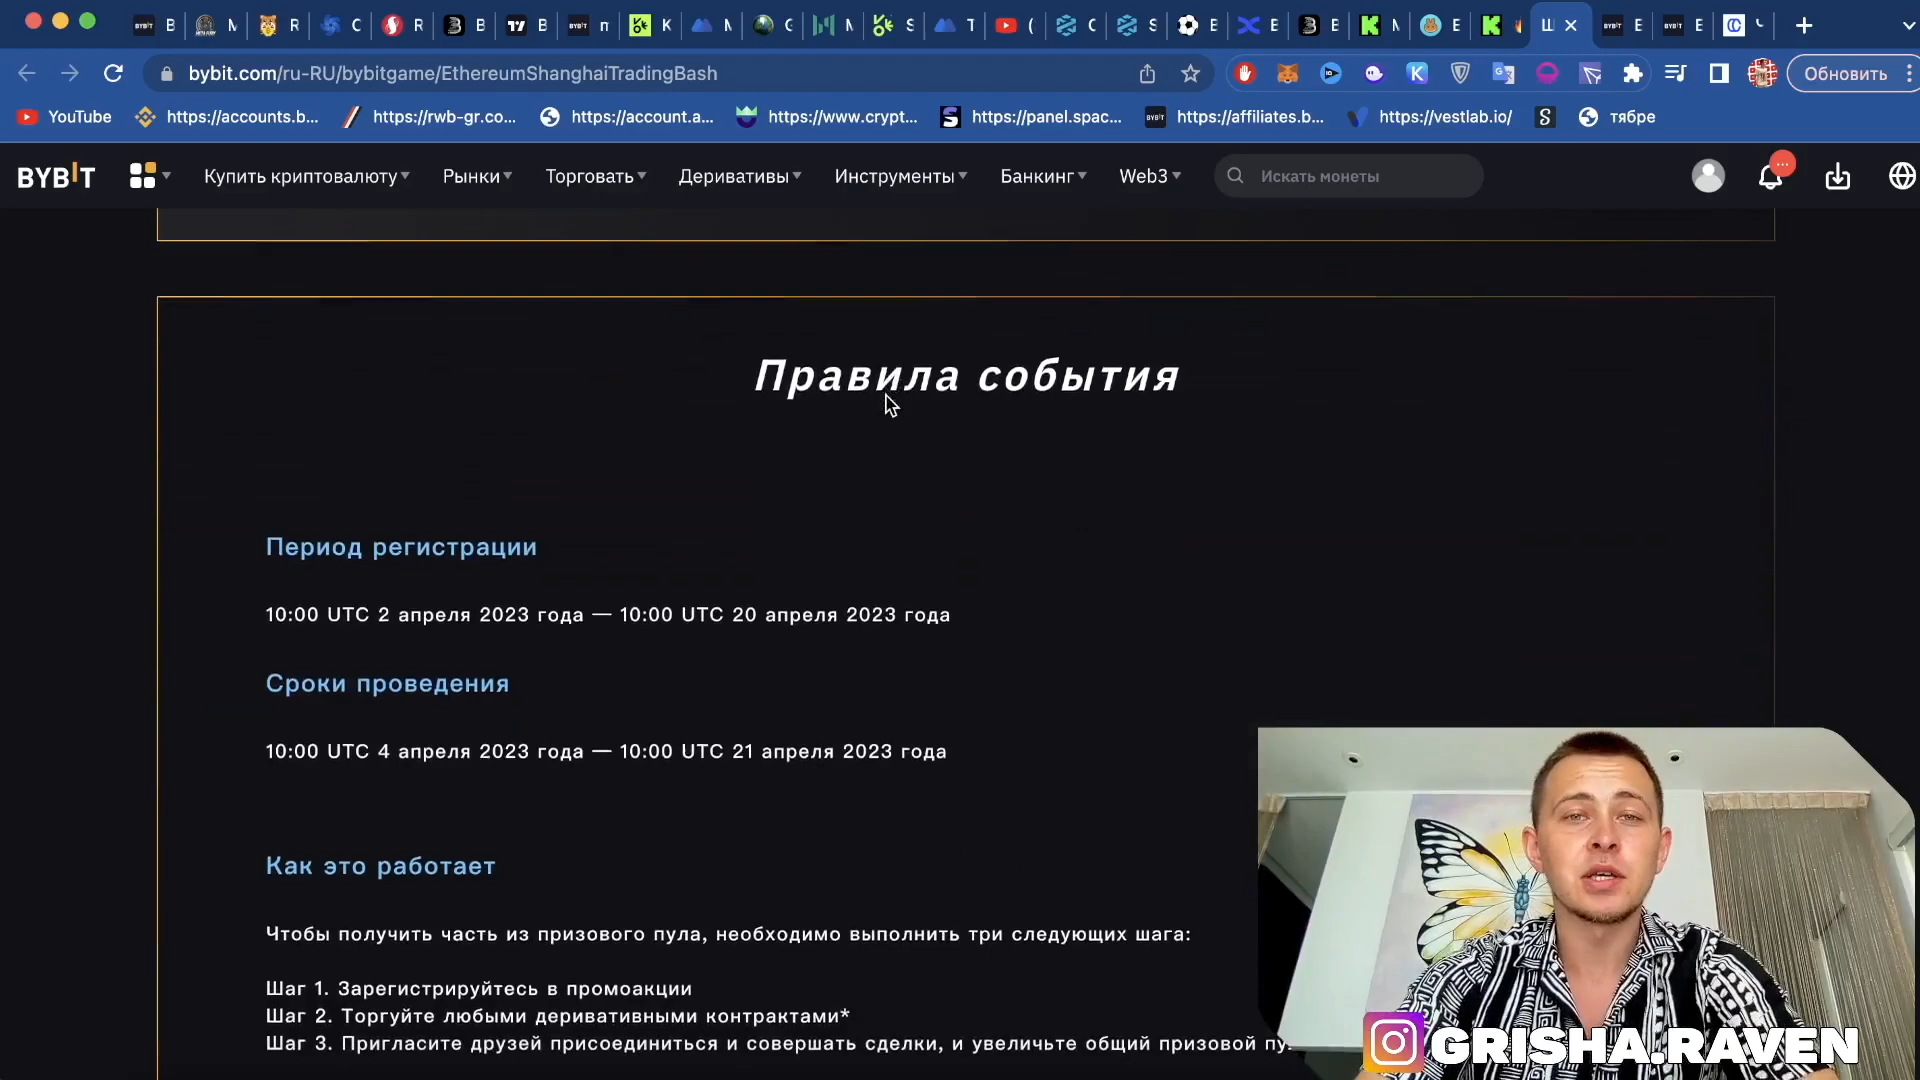 B
M
R
C
R
B
B
п
K
M
G
M
S
T
(
C
S
E
E
E
M
E
Ш
E
E
bybit.com/ru-RU/bybitgame/EthereumShanghaiTradingBash
Обновить
YouTube
https://accounts.b...
https://rwb-gr.co...
https://account.a...
https://www.crypt...
https://panel.spac...
https://affiliates.b...
https://vestlab.io/
тябре
BYBIT
Купить криптовалюту
Рынки
Торговать
Деривативы
Инструменты
Банкинг
Web3
Искать монеты
Правила события
Период регистрации
10:00 UTC 2 апреля 2023 года — 10:00 UTC 20 апреля 2023 года
Сроки проведения
10:00 UTC 4 апреля 2023 года — 10:00 UTC 21 апреля 2023 года
Как это работает
Чтобы получить часть из призового пула, необходимо выполнить три следующих шага:
Шаг 1. Зарегистрируйтесь в промоакции
Шаг 2. Торгуйте любыми деривативными контрактами*
Шаг 3. Пригласите друзей присоединиться и совершать сделки, и увеличьте общий призовой пу
GRISHA.RAVEN